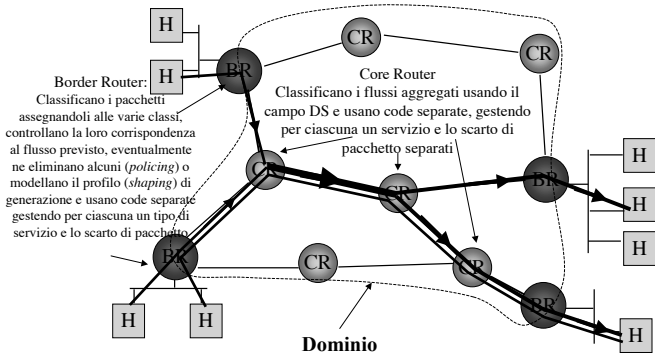 H
H
BR
CR
CR
Border Router:
Classificano i pacchetti
assegnandoli alle varie classi,
controllano la loro corrispondenza
al flusso previsto, eventualmente
ne eliminano alcuni (policing) o
modellano il profilo (shaping) di
generazione e usano code separate
gestendo per ciascuna un tipo di
servizio e lo scarto di pacchetto
Core Router
Classificano i flussi aggregati usando il
campo DS e usano code separate, gestendo
per ciascuna un servizio e lo scarto di
pacchetto separati
CR
CR
BR
H
H
H
BR
CR
CR
BR
H
H
H
Dominio